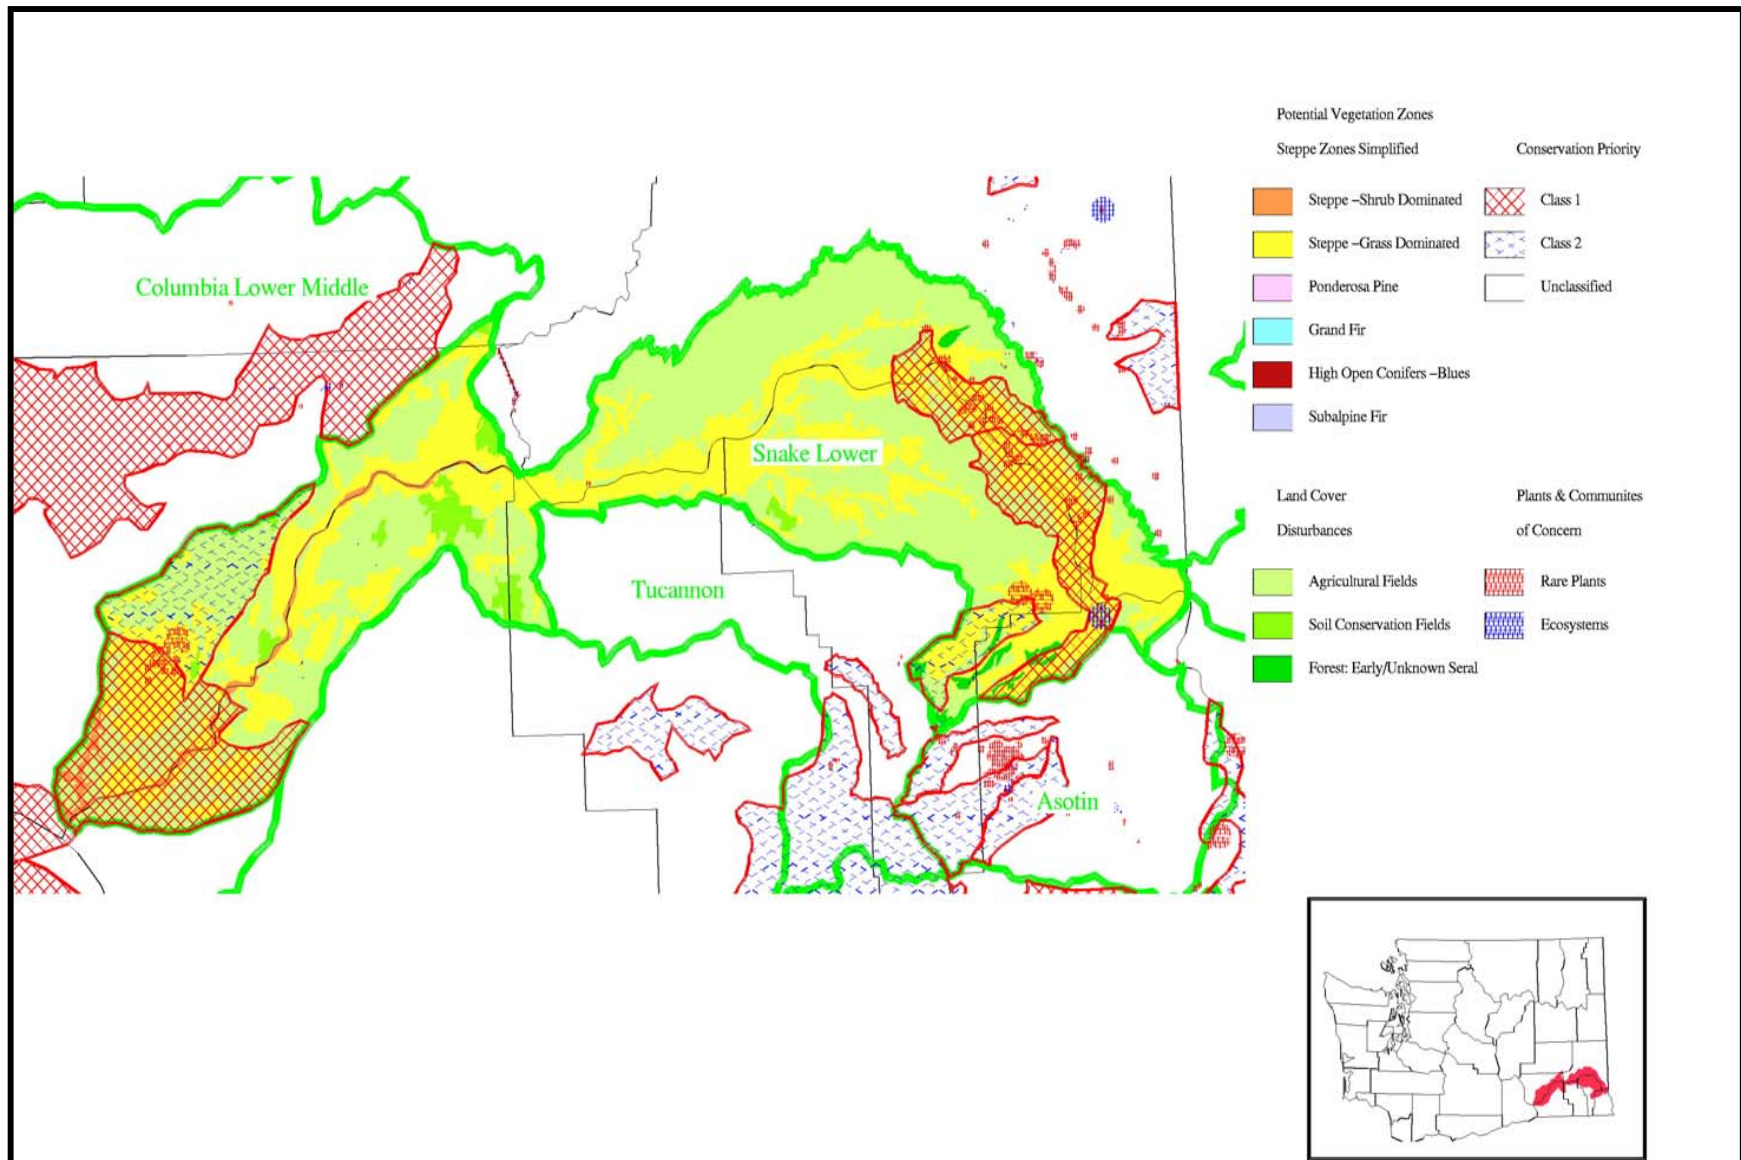 Columbia Lower Middle
Snake Lower
Tucannon
Asotin
Potential Vegetation Zones
Steppe Zones Simplified
Steppe –Shrub Dominated
Steppe –Grass Dominated
Ponderosa Pine
Grand Fir
High Open Conifers –Blues
Subalpine Fir
Conservation Priority
Class 1
Class 2
Unclassified
Land Cover
Disturbances
Agricultural Fields
Soil Conservation Fields
Forest: Early/Unknown Seral
Plants & Communites
of Concern
Rare Plants
Ecosystems